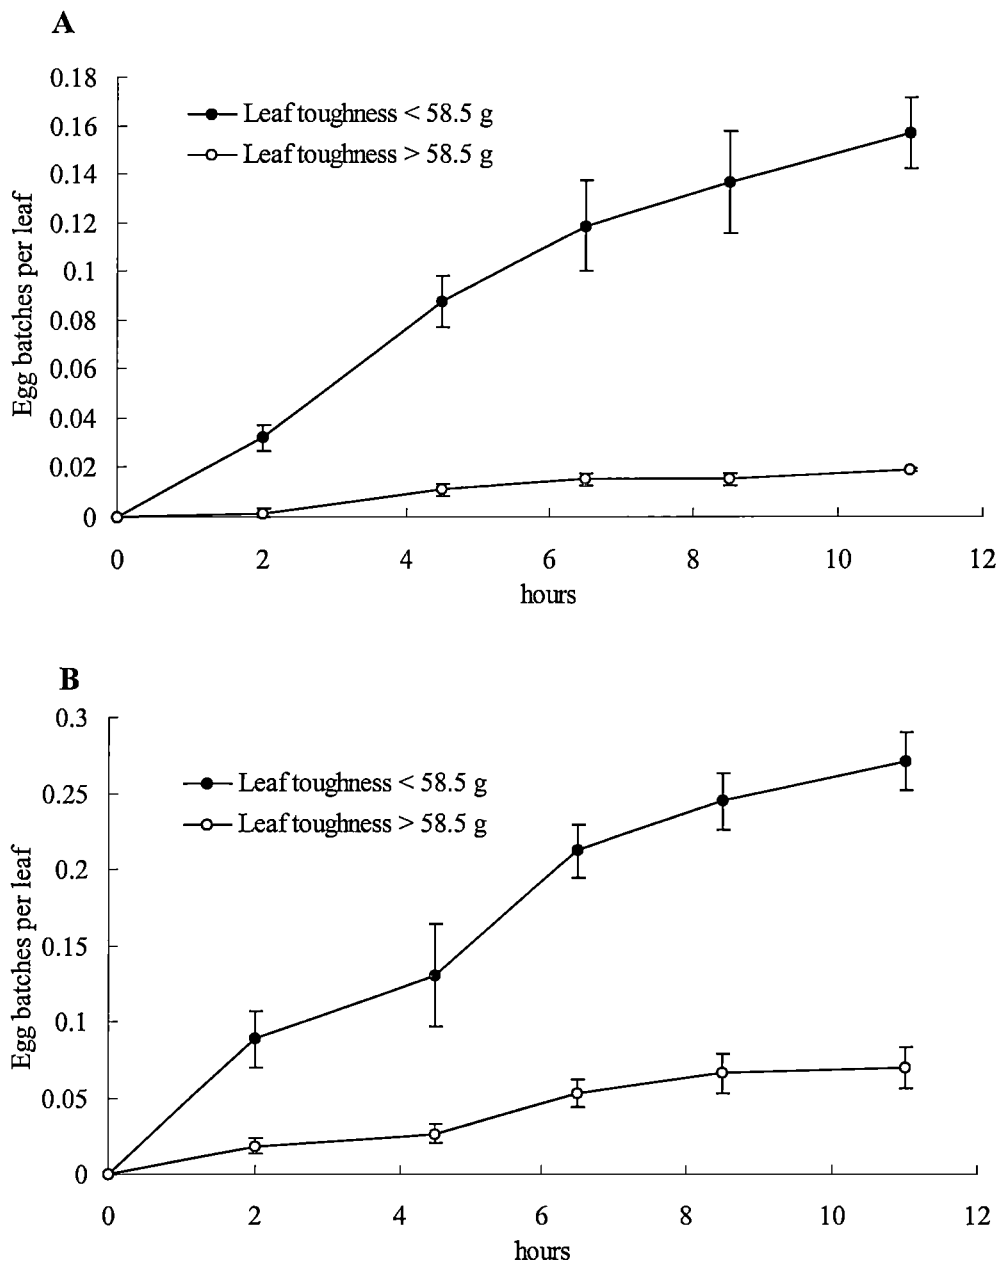 A
0.18
0.16
0.14
0.12
0.1
0.08
0.06
0.04
0.02
0
Egg batches per leaf
Leaf toughness < 58.5 g
Leaf toughness > 58.5 g
0 2 4 6 8 10 12
hours
B
0.3
0.25
0.2
0.15
0.1
0.05
0
Egg batches per leaf
Leaf toughness < 58.5 g
Leaf toughness > 58.5 g
0 2 4 6 8 10 12
hours